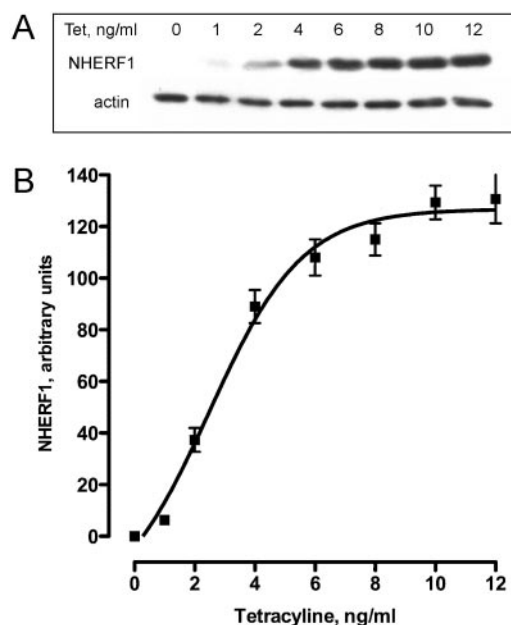 A
Tet, ng/ml 0 1 2 4 6 8 10 12
NHERF1
actin
B
NHERF1, arbitrary units
140
120
100
80
60
40
20
0
0 2 4 6 8 10 12
Tetracyline, ng/ml